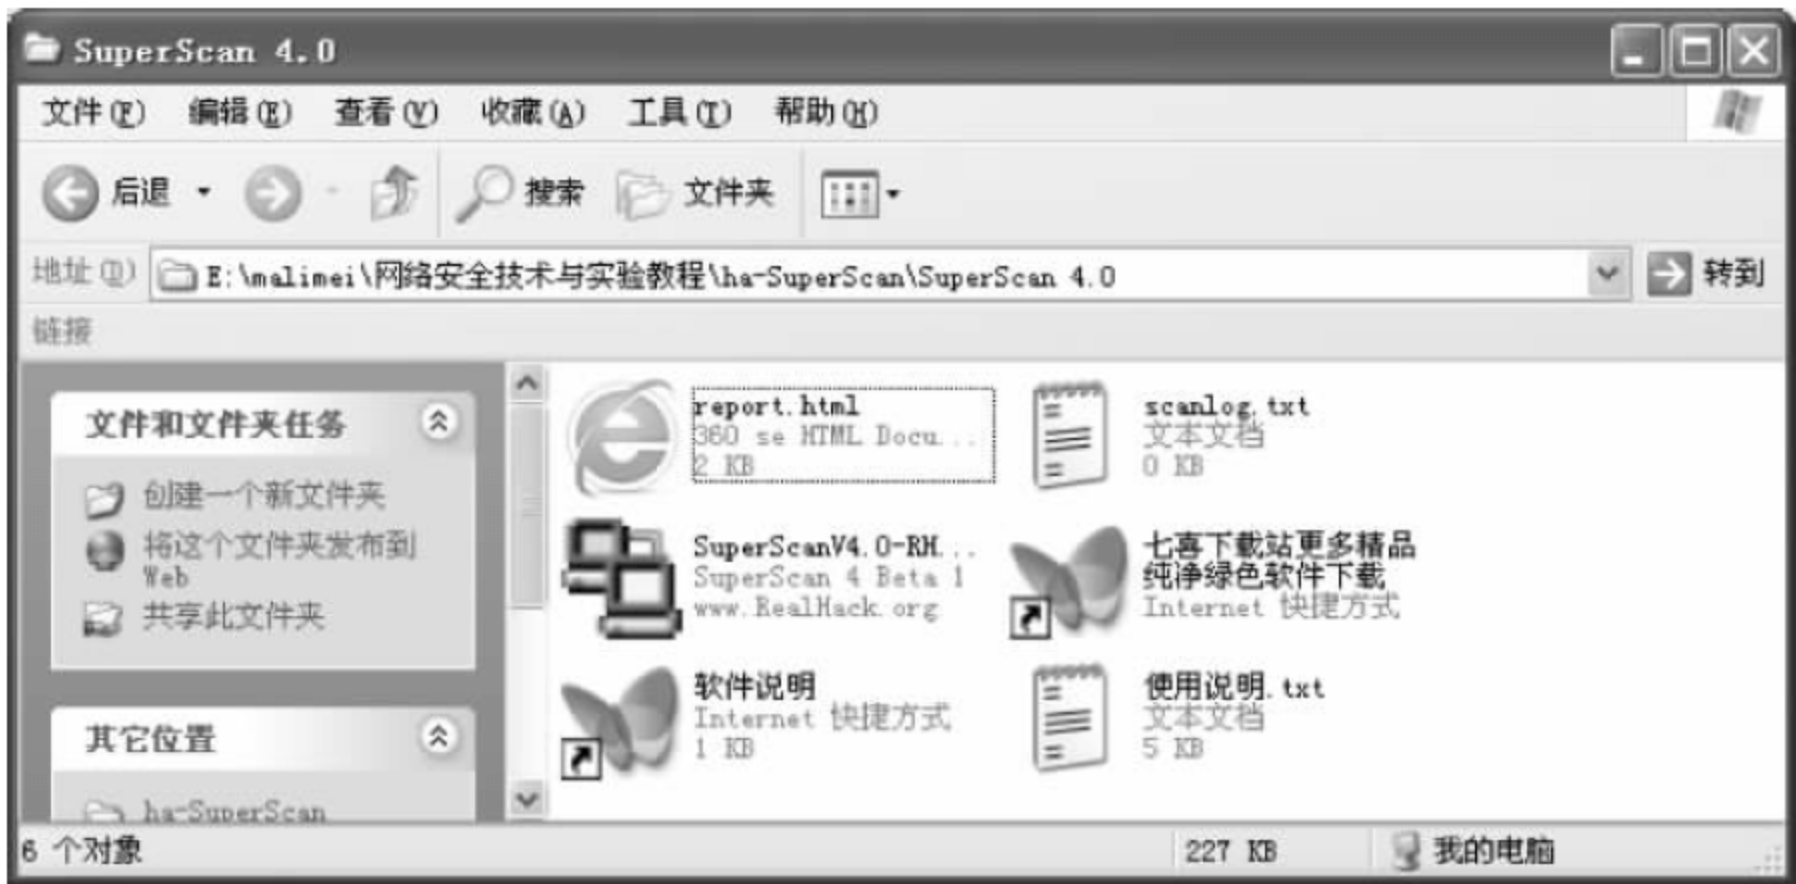 SuperScan 4.0
文件(F) 编辑(E) 查看(V) 收藏(A) 工具(T) 帮助(H)
后退 搜索 文件夹
地址(D) E:\malimei\网络安全技术与实验教程\ha-SuperScan\SuperScan 4.0 转到
链接
文件和文件夹任务
创建一个新文件夹
将这个文件夹发布到
Web
共享此文件夹
其它位置
ha-SuperScan
report.html
360 se HTML Docu...
2 KB
scanlog.txt
文本文档
0 KB
SuperScanV4.0-RH...
SuperScan 4 Beta 1
www.RealHack.org
七喜下载站更多精品
纯净绿色软件下载
Internet 快捷方式
软件说明
Internet 快捷方式
1 KB
使用说明.txt
文本文档
5 KB
6 个对象 227 KB 我的电脑